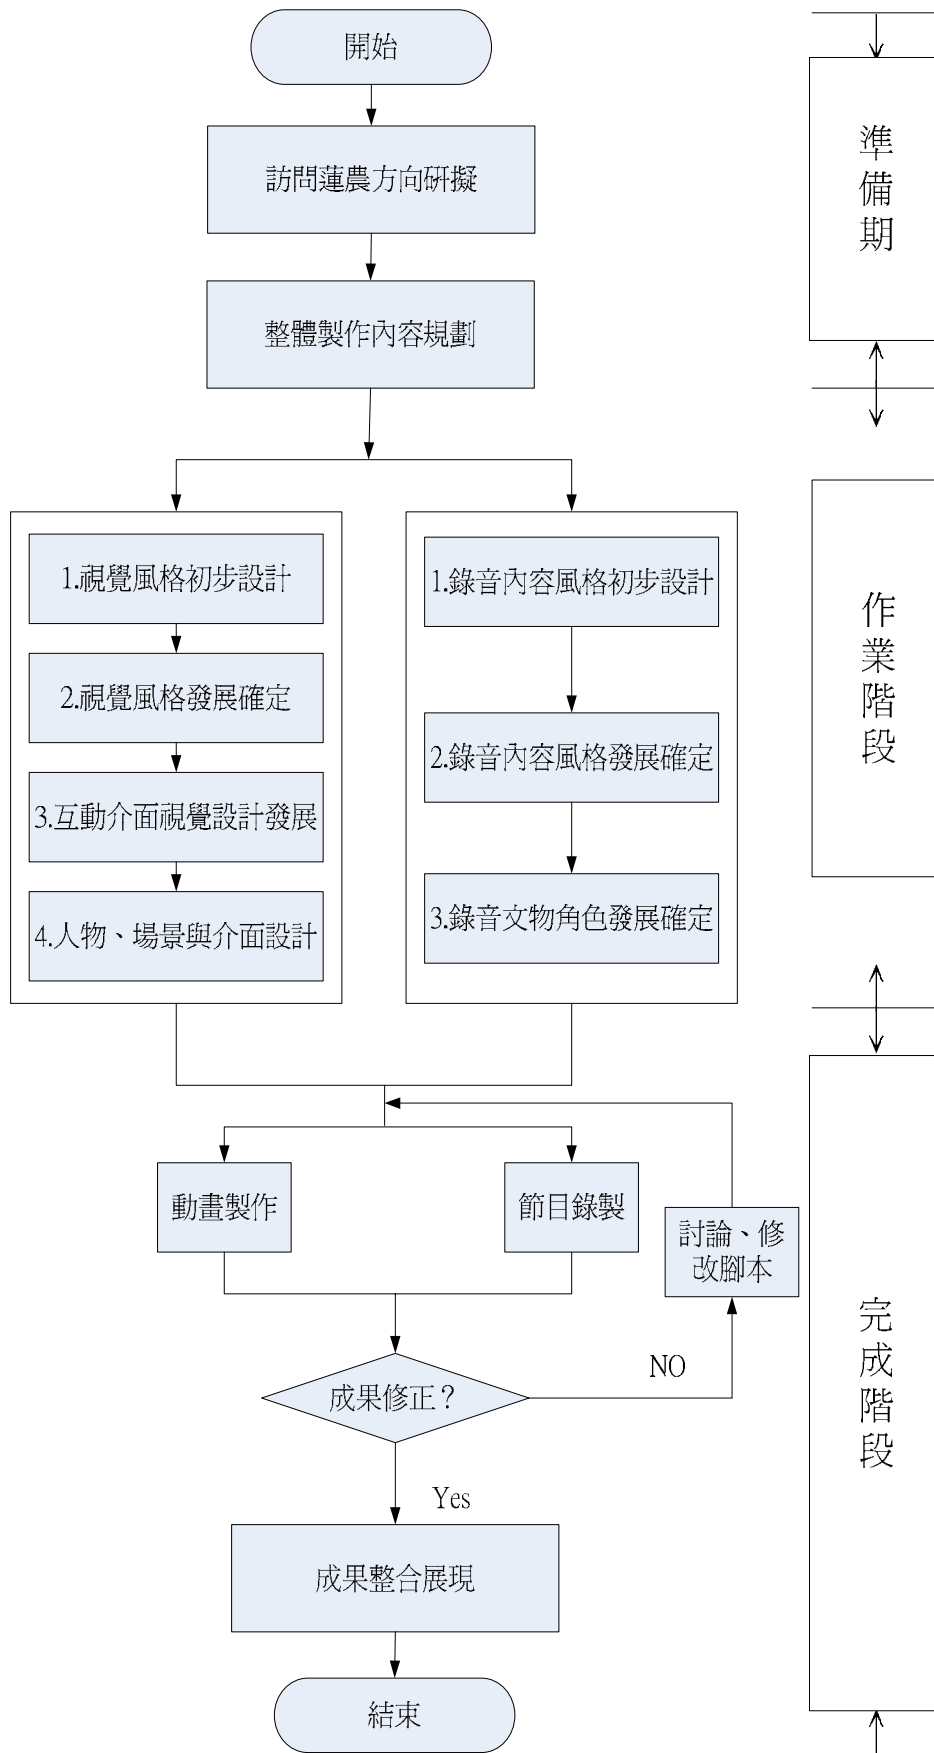 開始
訪問蓮農方向研擬
整體製作內容規劃
1.視覺風格初步設計
2.視覺風格發展確定
3.互動介面視覺設計發展
4.人物、場景與介面設計
1.錄音內容風格初步設計
2.錄音內容風格發展確定
3.錄音文物角色發展確定
動畫製作
節目錄製
討論、修
改腳本
成果修正?
NO
Yes
成果整合展現
結束
準備期
作業階段
完成階段